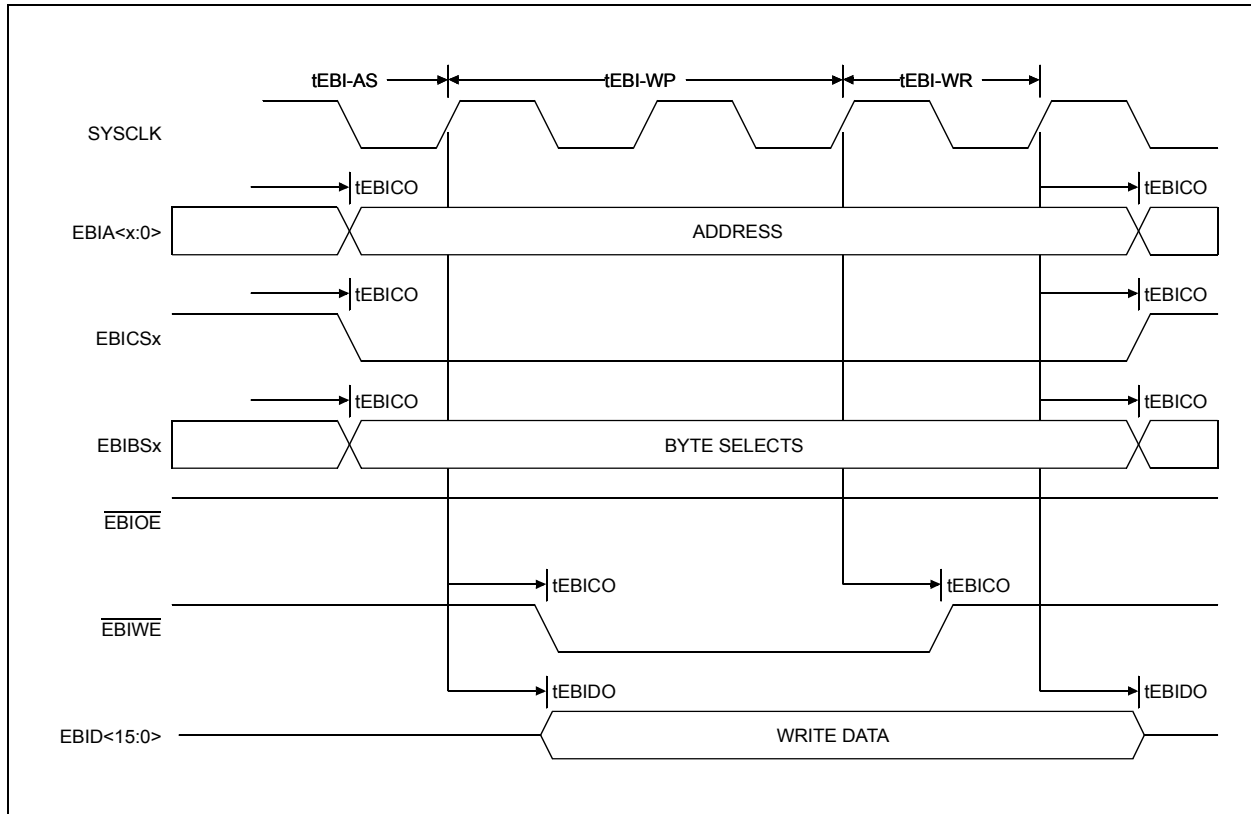 tEBI-AS tEBI-WP tEBI-WR
SYSCLK
tEBICO tEBICO
EBIA<x:0> ADDRESS
tEBICO tEBICO
EBICSx
tEBICO tEBICO
EBIBSx BYTE SELECTS
EBIOE
tEBICO tEBICO
EBIWE
tEBIDO tEBIDO
EBID<15:0> WRITE DATA